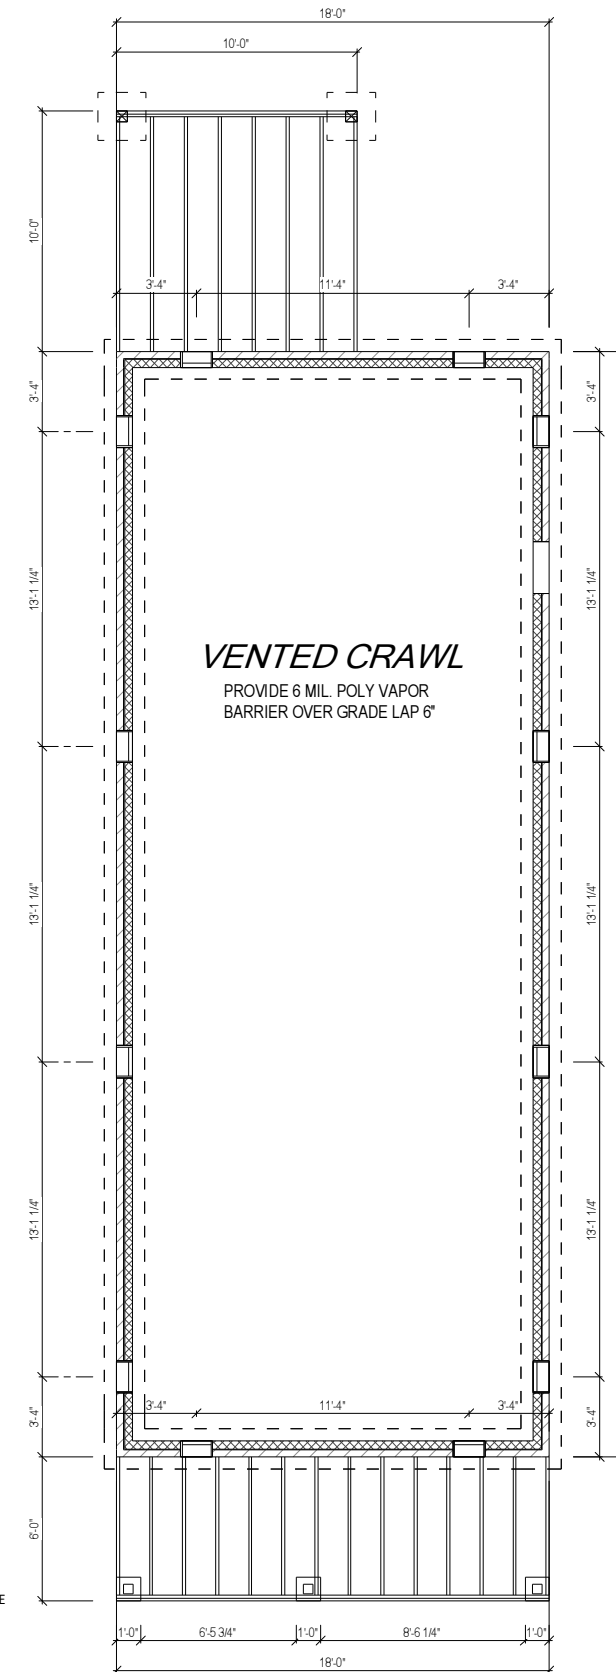 18'-0"
10'-0"
10'-0"
3'-4" 11'-4" 3'-4"
3'-4" 3'-4"
13'-1 1/4" 13'-1 1/4"
VENTED CRAWL
PROVIDE 6 MIL. POLY VAPOR
BARRIER OVER GRADE LAP 6"
13'-1 1/4" 13'-1 1/4"
13'-1 1/4" 13'-1 1/4"
3'-4" 11'-4" 3'-4"
3'-4" 3'-4"
6'-0"
E
1'-0" 6'-5 3/4" 1'-0" 8'-6 1/4" 1'-0"
18'-0"